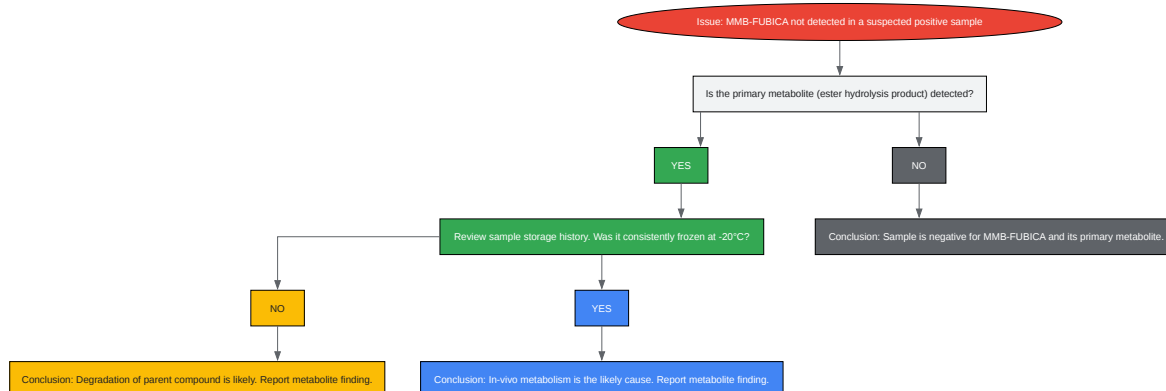 Issue: MMB-FUBICA not detected in a suspected positive sample
Is the primary metabolite (ester hydrolysis product) detected?
YES
NO
Review sample storage history. Was it consistently frozen at -20°C?
Conclusion: Sample is negative for MMB-FUBICA and its primary metabolite.
NO
YES
Conclusion: Degradation of parent compound is likely. Report metabolite finding.
Conclusion: In-vivo metabolism is the likely cause. Report metabolite finding.